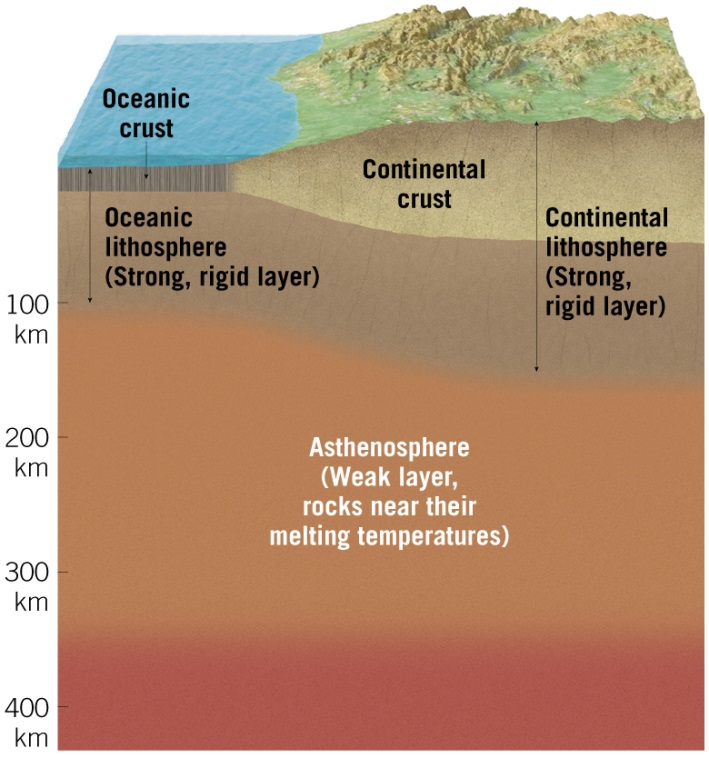 Oceanic
crust
Continental
crust
Oceanic
lithosphere
(Strong, rigid layer)
Continental
lithosphere
(Strong,
rigid layer)
100
km
200
km
Asthenosphere
(Weak layer,
rocks near their
melting temperatures)
300
km
400
km